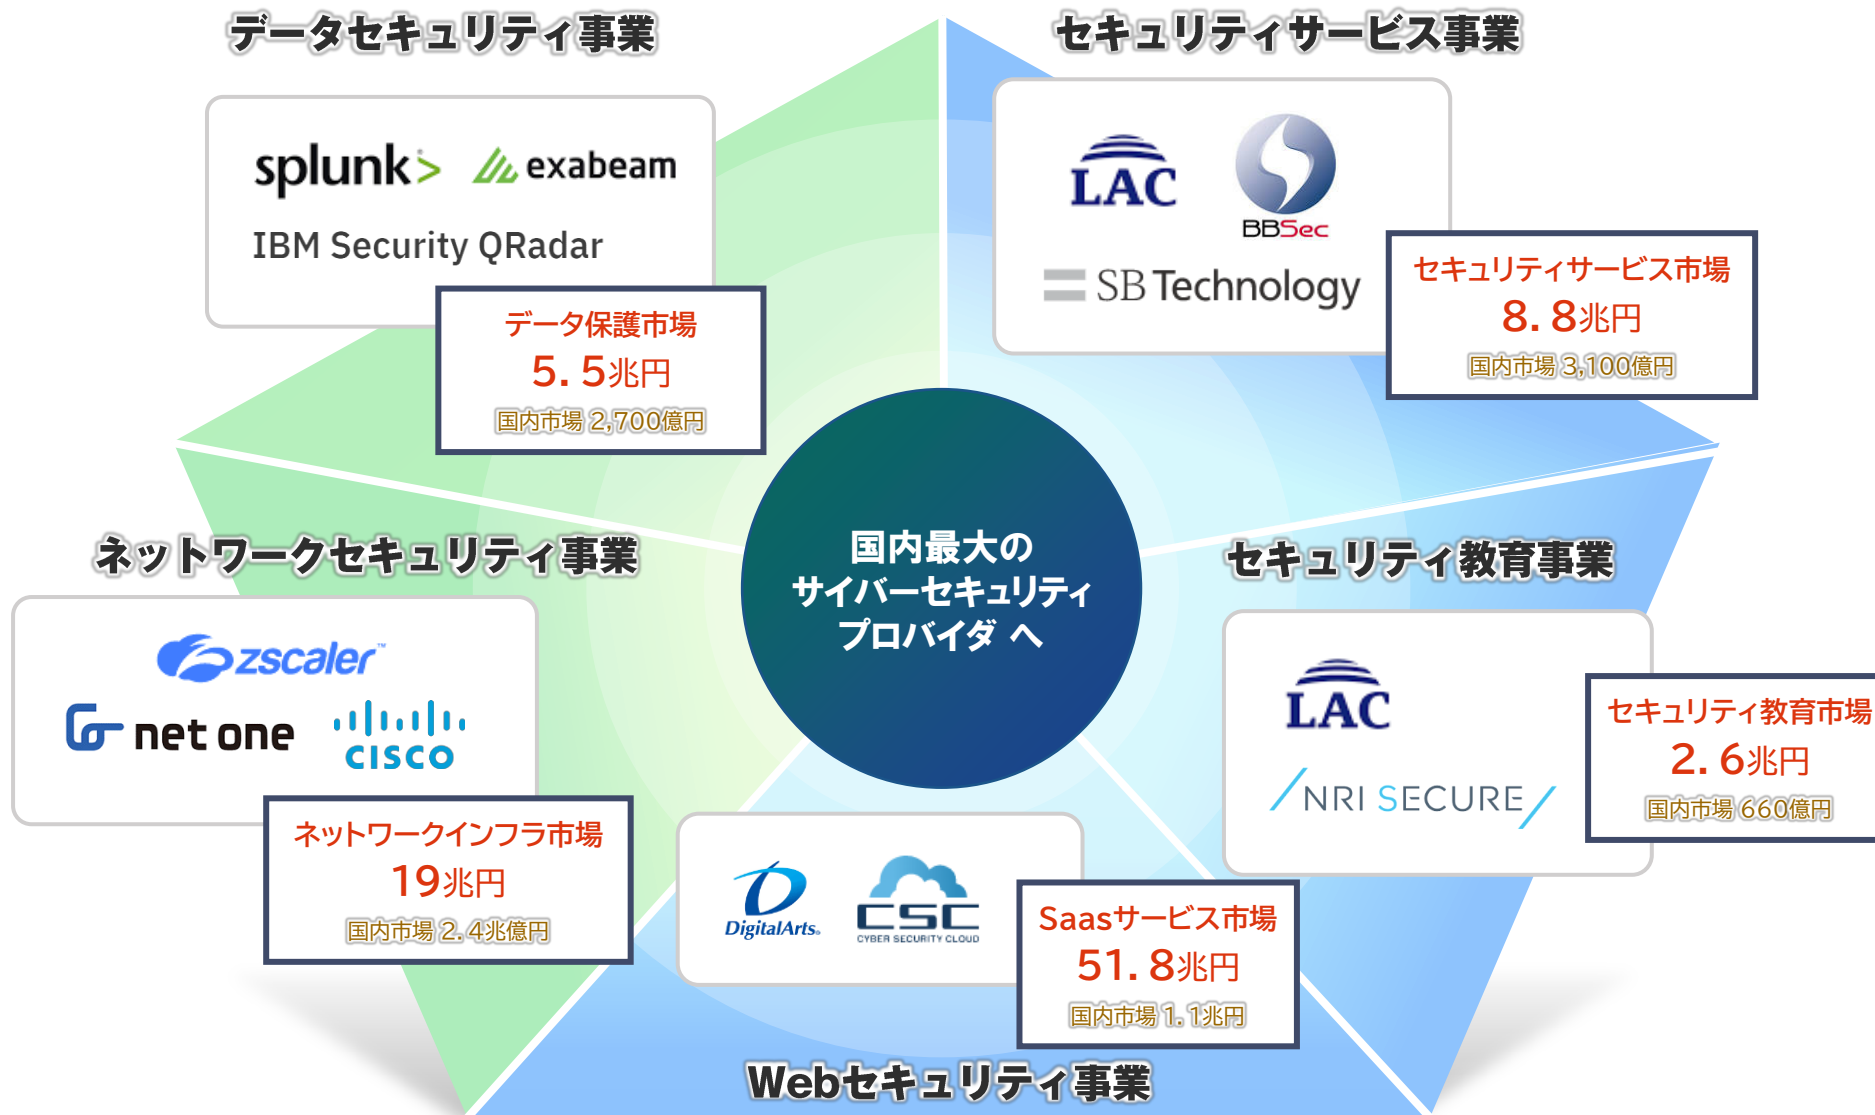 データセキュリティ事業
splunk>
exabeam
IBM Security QRadar
データ保護市場
5.5兆円
国内市場 2,700億円
セキュリティサービス事業
LAC
BBSec
SB Technology
セキュリティサービス市場
8.8兆円
国内市場 3,100億円
国内最大の
サイバーセキュリティ
プロバイダ へ
ネットワークセキュリティ事業
zscaler™
net one
CISCO
ネットワークインフラ市場
19兆円
国内市場 2.4兆億円
セキュリティ教育事業
LAC
NRI SECURE
セキュリティ教育市場
2.6兆円
国内市場 660億円
DigitalArts®
CSC
CYBER SECURITY CLOUD
Saasサービス市場
51.8兆円
国内市場 1.1兆円
Webセキュリティ事業